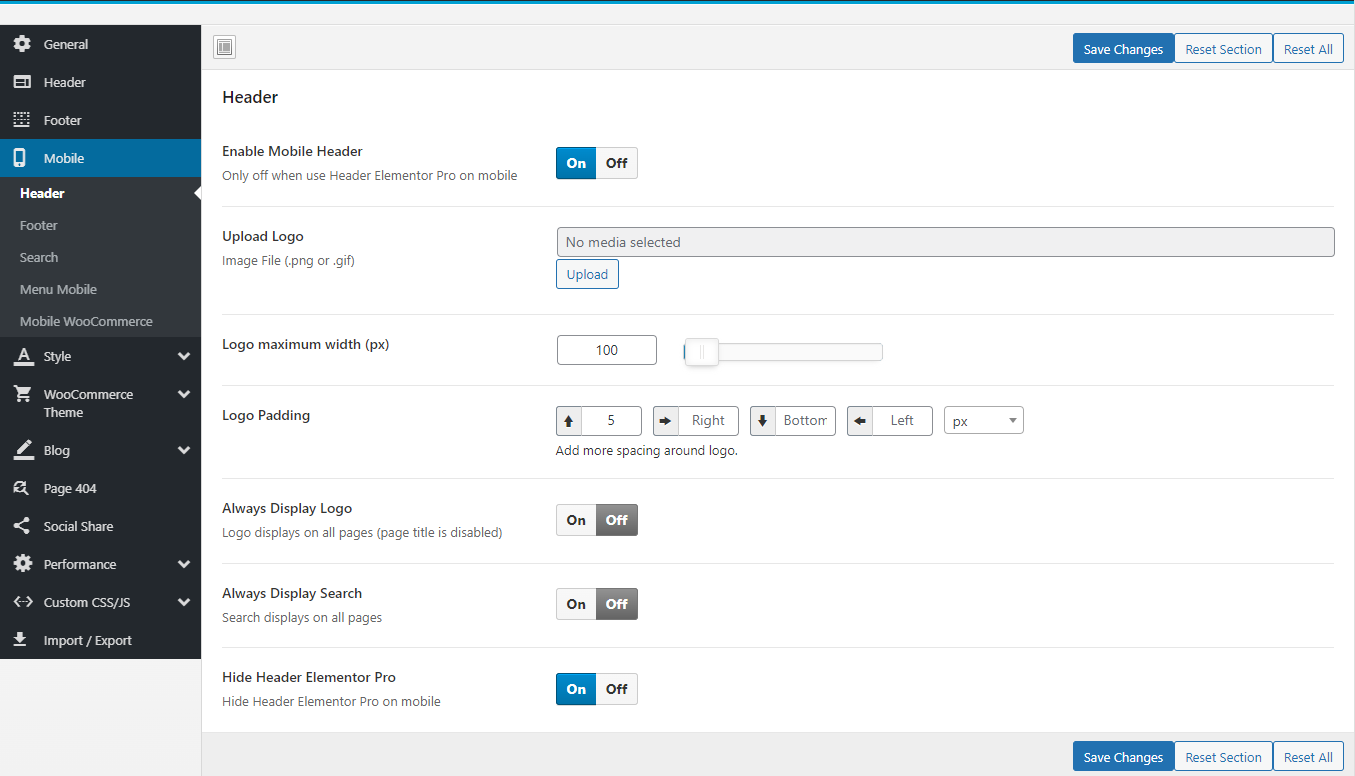 General
Header
Footer
Mobile
Header
Footer
Search
Menu Mobile
Mobile WooCommerce
Style
WooCommerce
Theme
Blog
Page 404
Social Share
Performance
Custom CSS/JS
Import / Export
Save Changes Reset Section Reset All
Header
Enable Mobile Header
Only off when use Header Elementor Pro on mobile
On Off
Upload Logo
Image File (.png or .gif)
No media selected
Upload
Logo maximum width (px)
100
Logo Padding
5 Right Bottom Left px
Add more spacing around logo.
Always Display Logo
Logo displays on all pages (page title is disabled)
On Off
Always Display Search
Search displays on all pages
On Off
Hide Header Elementor Pro
Hide Header Elementor Pro on mobile
On Off
Save Changes Reset Section Reset All